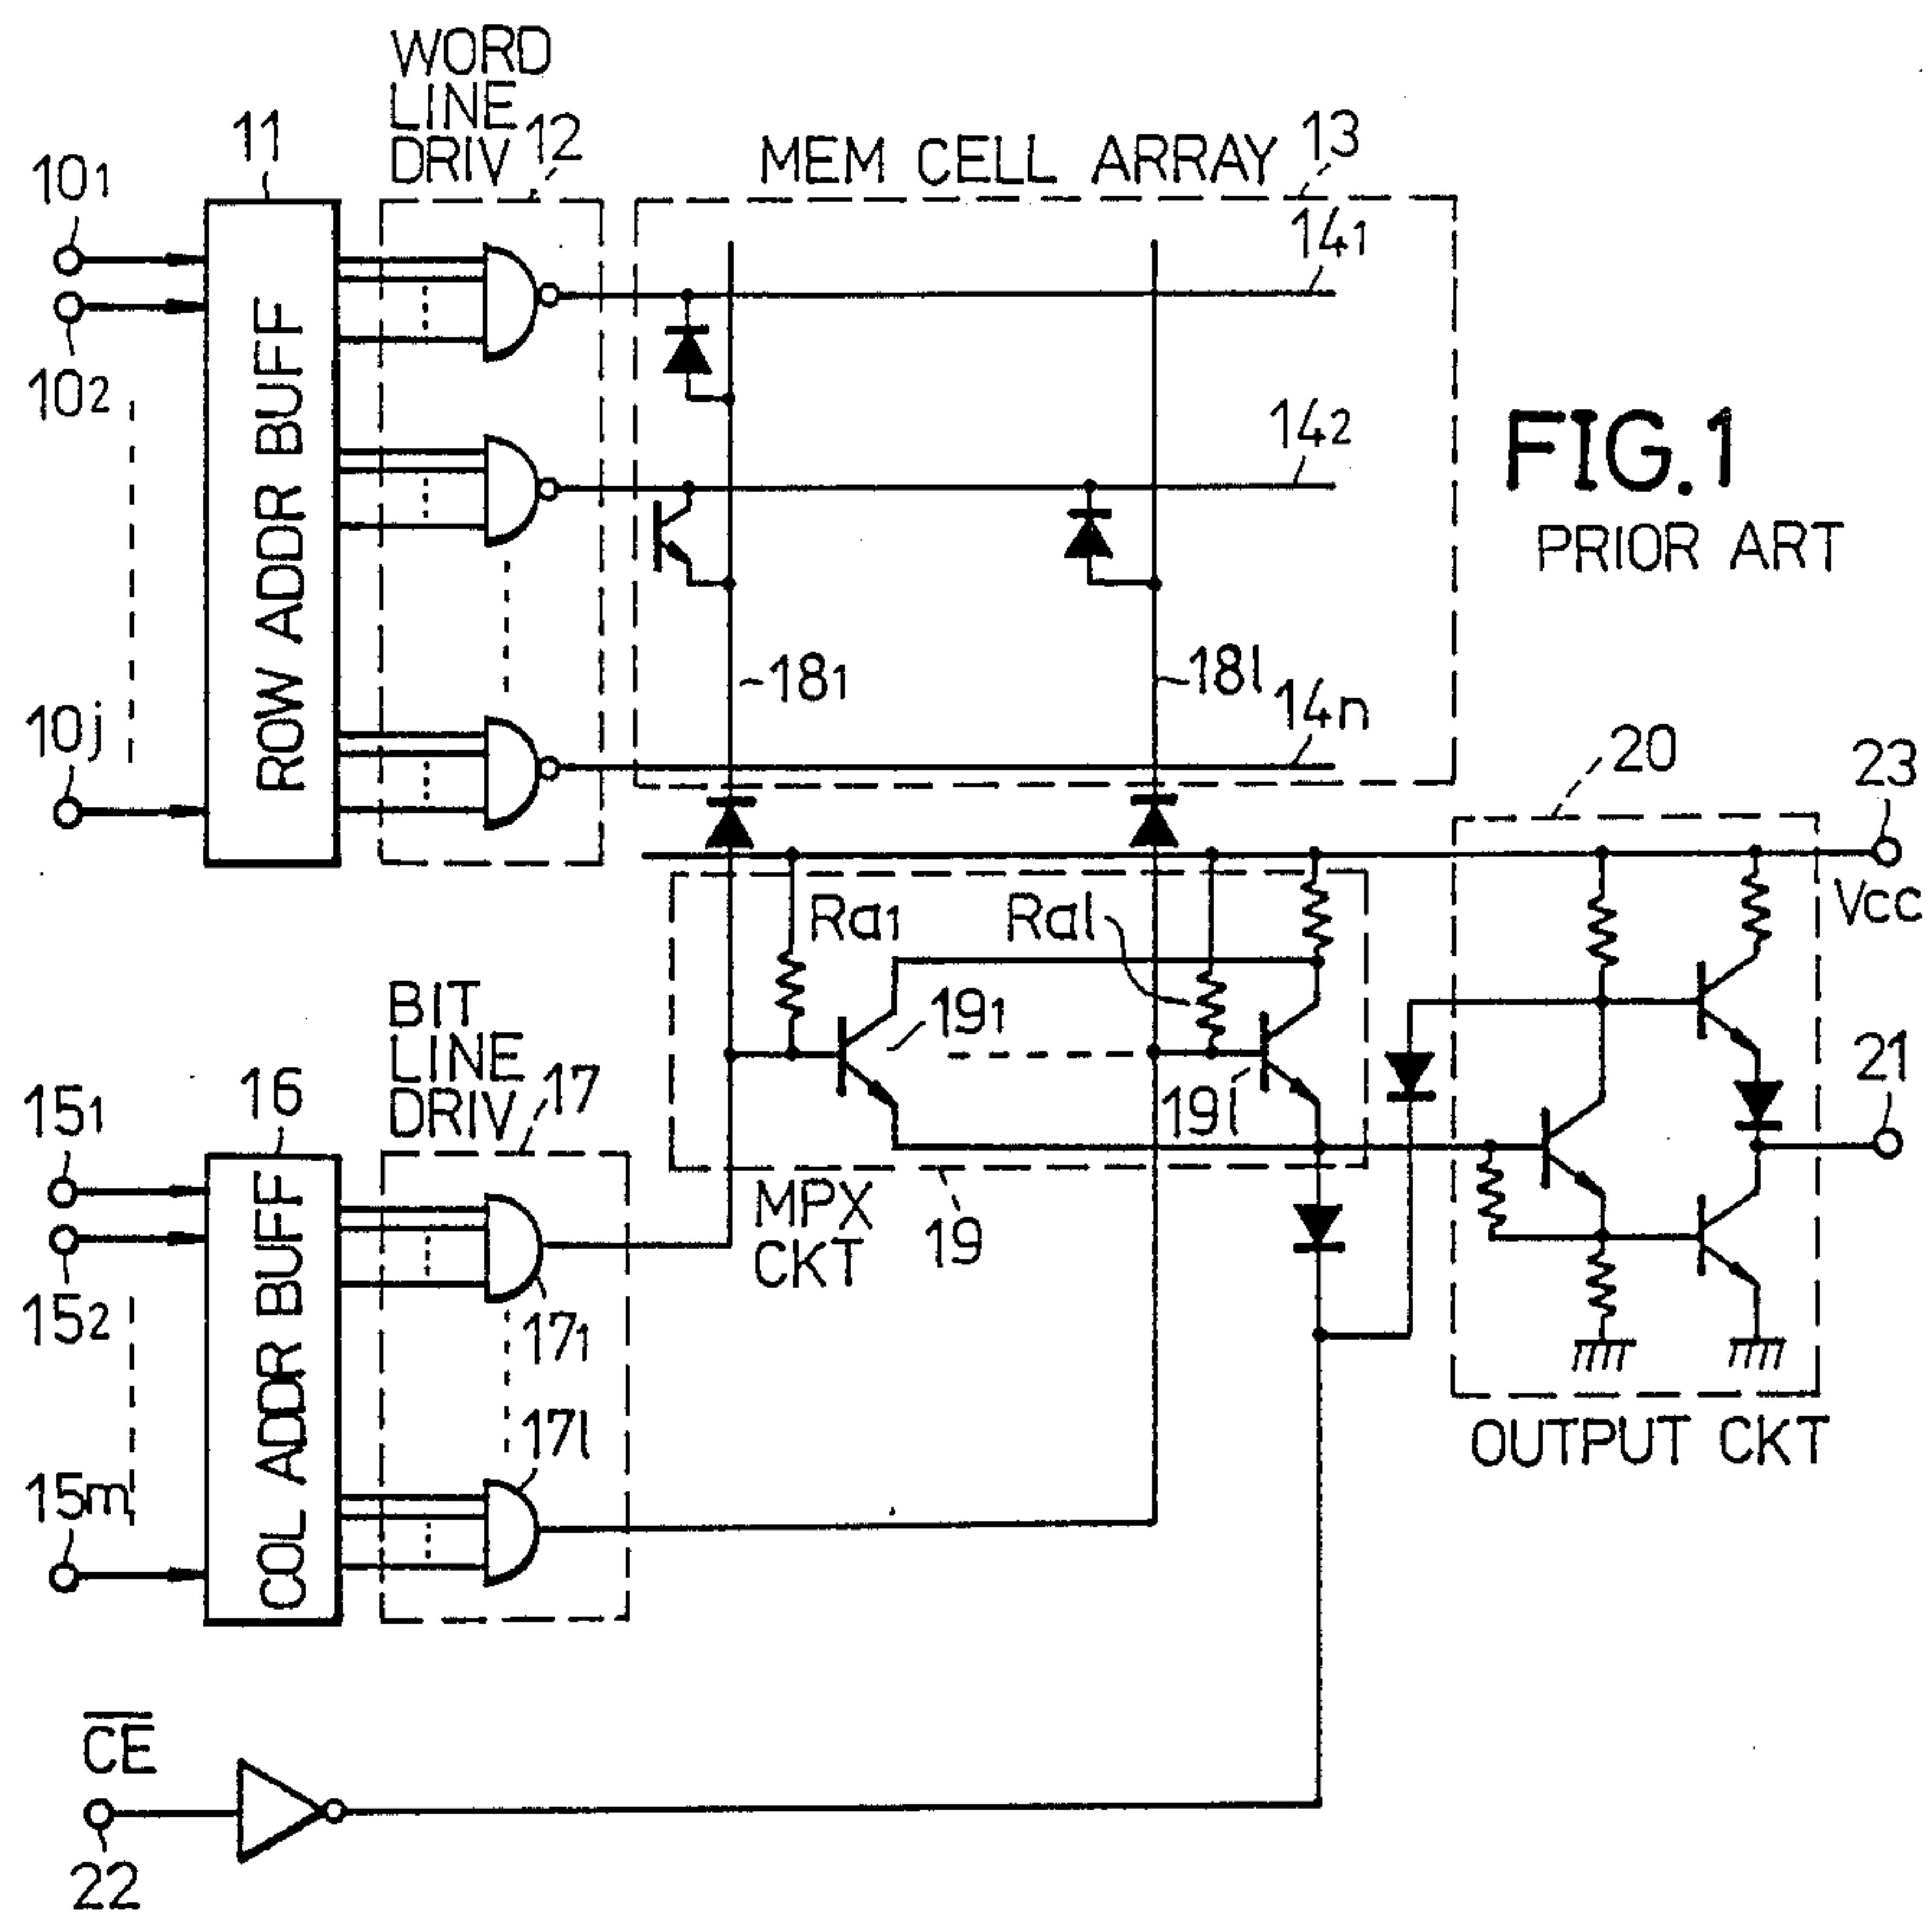 WORD
LINE
DRIV
12
11
MEM CELL ARRAY
13
10₁
10₂
10j
ROW ADDR BUFF
14₁
14₂
14n
18₁
18l
FIG.1
PRIOR ART
20
23
Vcc
Ra₁
Ral
19₁
19l
MPX
CKT
19
21
OUTPUT CKT
BIT
LINE
DRIV
17
16
15₁
15₂
15m
COL ADDR BUFF
17₁
17l
C̅E̅
22